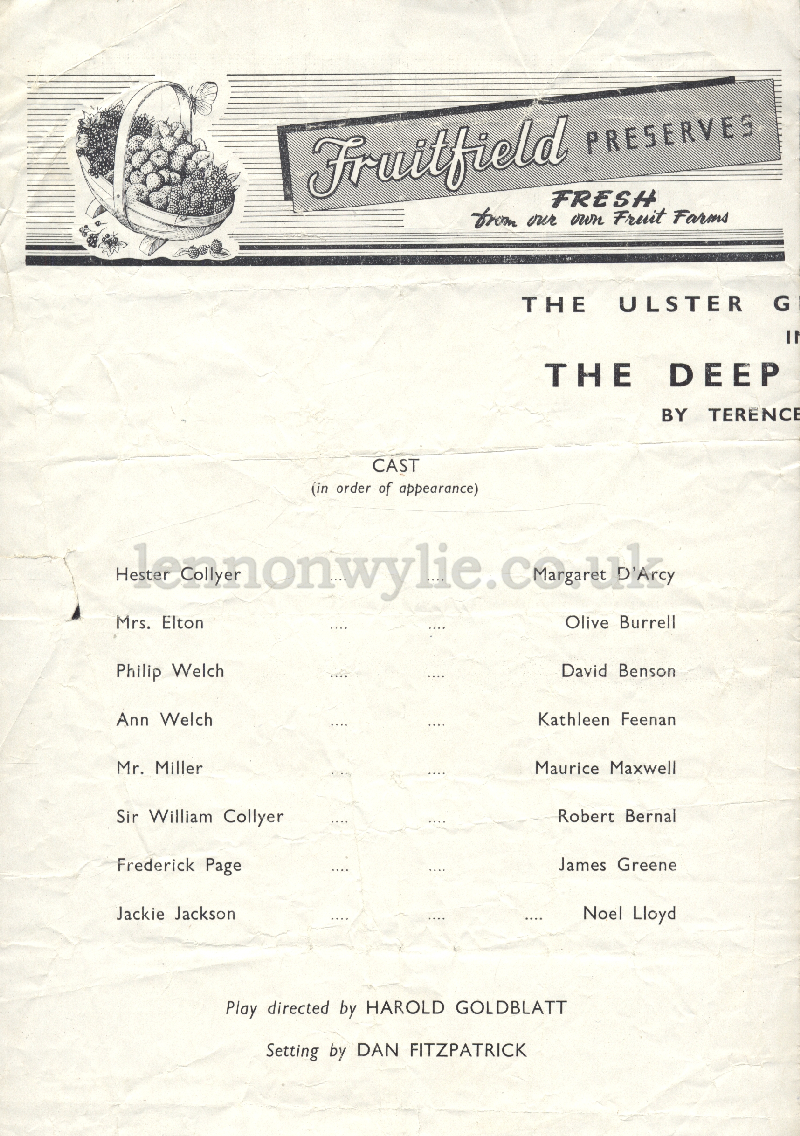 Fruitfield PRESERVES
FRESH
from our own Fruit Farms
THE ULSTER G
IN
THE DEEP
BY TERENCE
CAST
(in order of appearance)
lennonwylie.co.uk
Hester Collyer .... .... Margaret D'Arcy
Mrs. Elton .... .... Olive Burrell
Philip Welch .... .... David Benson
Ann Welch .... .... Kathleen Feenan
Mr. Miller .... .... Maurice Maxwell
Sir William Collyer .... .... Robert Bernal
Frederick Page .... .... James Greene
Jackie Jackson .... .... .... Noel Lloyd
Play directed by HAROLD GOLDBLATT
Setting by DAN FITZPATRICK